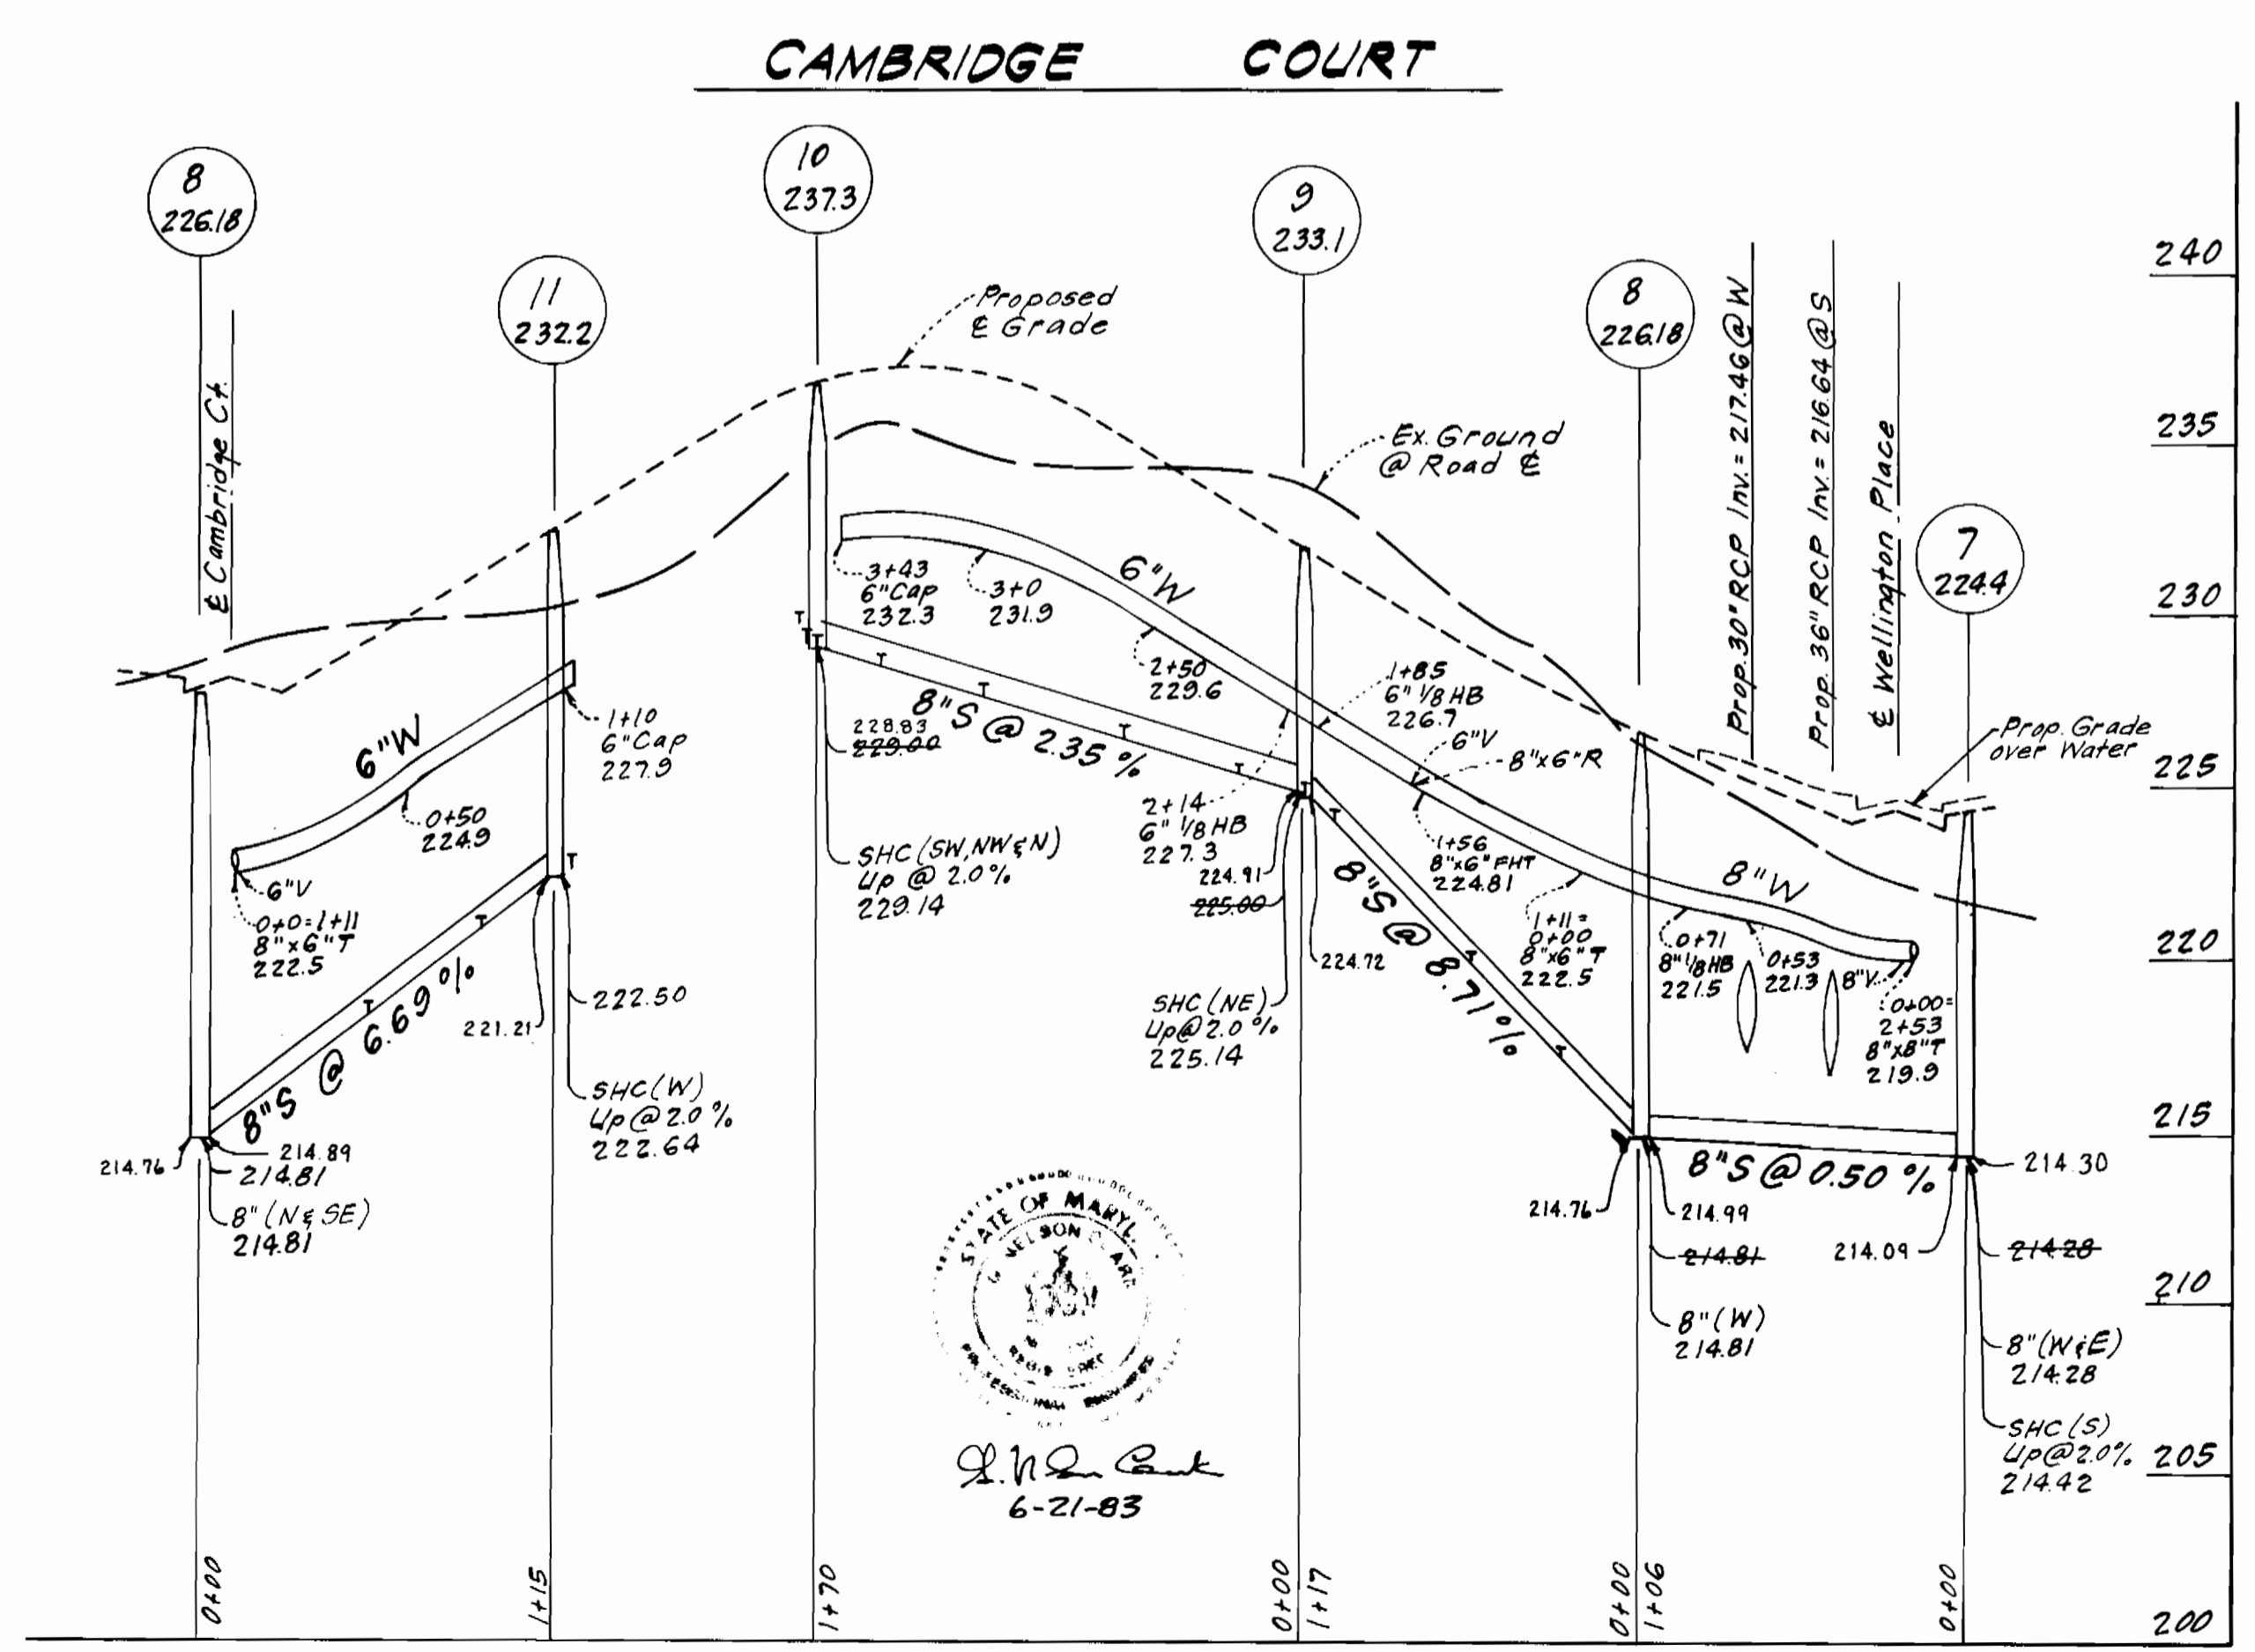 CAMBRIDGE COURT
8
226.18
℄ Cambridge Ct.
11
232.2
10
237.3
Proposed
℄ Grade
9
233.1
Ex. Ground
@ Road ℄
8
226.18
Prop. 30" RCP Inv. = 217.46 @ W
Prop. 36" RCP Inv. = 216.64 @ S
℄ Wellington Place
7
224.4
Prop. Grade
over Water
240
235
230
225
220
215
210
205
200
6"W
1+10
6"Cap
227.9
0+50
224.9
6"V
0+0=1+11
8"x6"T
222.5
8"S @ 6.69 %
221.21
222.50
SHC (W)
Up @ 2.0 %
222.64
214.76
214.89
214.81
8" (N & SE)
214.81
T
T
T
T
T
T
3+43
6"Cap
232.3
3+0
231.9
6"W
2+50
229.6
T
T
T
T
8"S @ 2.35 %
228.83
229.00
SHC (SW, NW & N)
Up @ 2.0 %
229.14
1+85
6" 1/8 HB
226.7
6"V
8"x6"R
2+14
6" 1/8 HB
227.3
224.91
225.00
T
T
T
T
224.72
SHC (NE)
Up @ 2.0 %
225.14
8"S @ 8.71 %
1+56
8"x6" FHT
224.81
1+11=
0+00
8"x6"T
222.5
8"W
0+71
8" 1/8 HB
221.5
0+53
221.3
8"V
0+00=
2+53
8"x8"T
219.9
8"S @ 0.50 %
214.76
214.99
214.81
8" (W)
214.81
214.09
214.30
214.28
8" (W & E)
214.28
SHC (S)
Up @ 2.0 %
214.42
STATE OF MARYL
NELSON CLARK
6-21-83
0+00
1+15
1+70
0+00
1+17
0+00
1+06
0+00